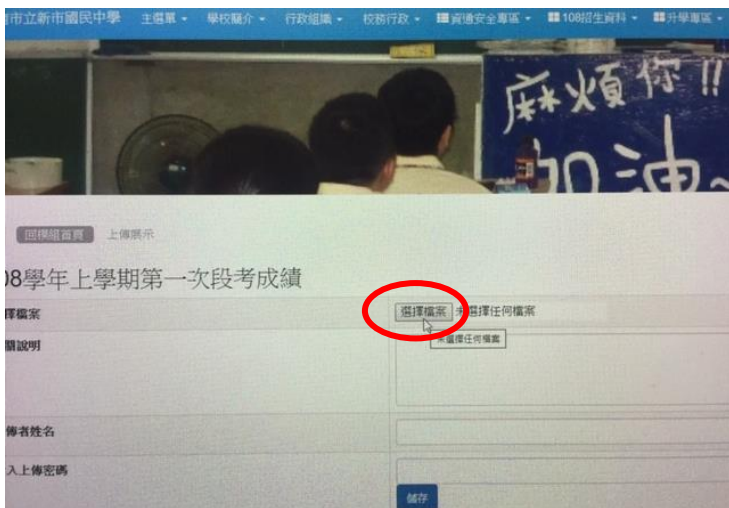 市立新市國民中學 主選單 學校簡介 行政組織 校務行政 資通安全專區 108招生資料 升學專區
麻煩你!!
加油~
回模組首頁 上傳展示
08學年上學期第一次段考成績
擇檔案 選擇檔案 未選擇任何檔案
未選擇任何檔案
關說明
傳者姓名
入上傳密碼
儲存